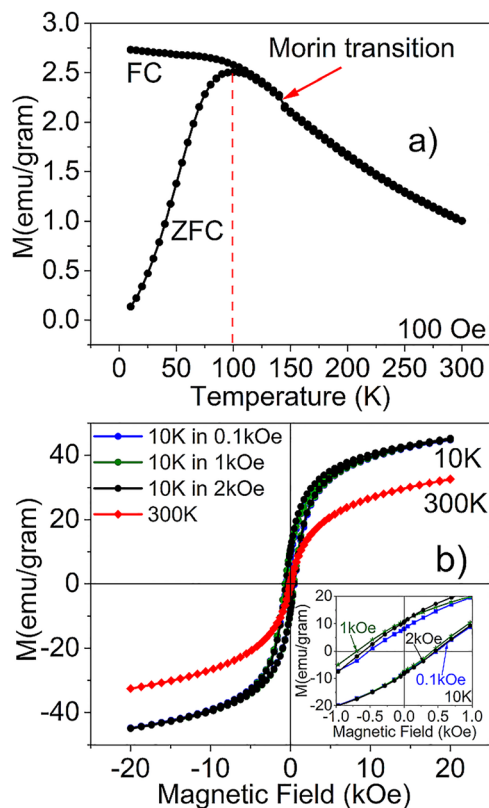 3.0
2.5
2.0
1.5
1.0
0.5
0.0
M(emu/gram)
FC
ZFC
Morin transition
a)
100 Oe
0 50 100 150 200 250 300
Temperature (K)
40
20
0
-20
-40
M(emu/gram)
10K in 0.1kOe
10K in 1kOe
10K in 2kOe
300K
10K
300K
b)
20
10
0
-10
-20
M(emu/gram)
1kOe
2kOe
0.1kOe
10K
-1.0 -0.5 0.0 0.5 1.0
Magnetic Field (kOe)
-20 -10 0 10 20
Magnetic Field (kOe)